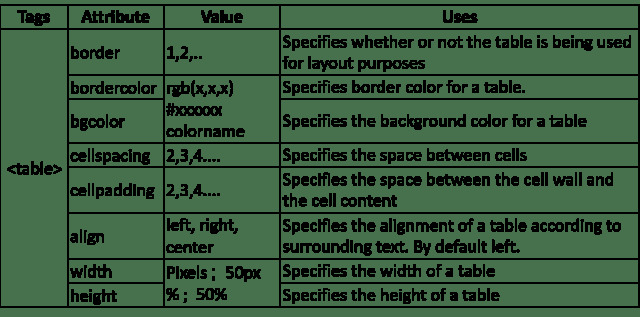 Tags Attribute Value Uses
<table>
border 1,2,.. Specifies whether or not the table is being used
for layout purposes
bordercolor rgb(x,x,x) Specifies border color for a table.
#xxxxxx
bgcolor colorname Specifies the background color for a table
cellspacing 2,3,4.... Specifies the space between cells
cellpadding 2,3,4.... Specifies the space between the cell wall and
the cell content
align left, right, Specifies the alignment of a table according to
center surrounding text. By default left.
width Pixels ; 50px Specifies the width of a table
height % ; 50% Specifies the height of a table